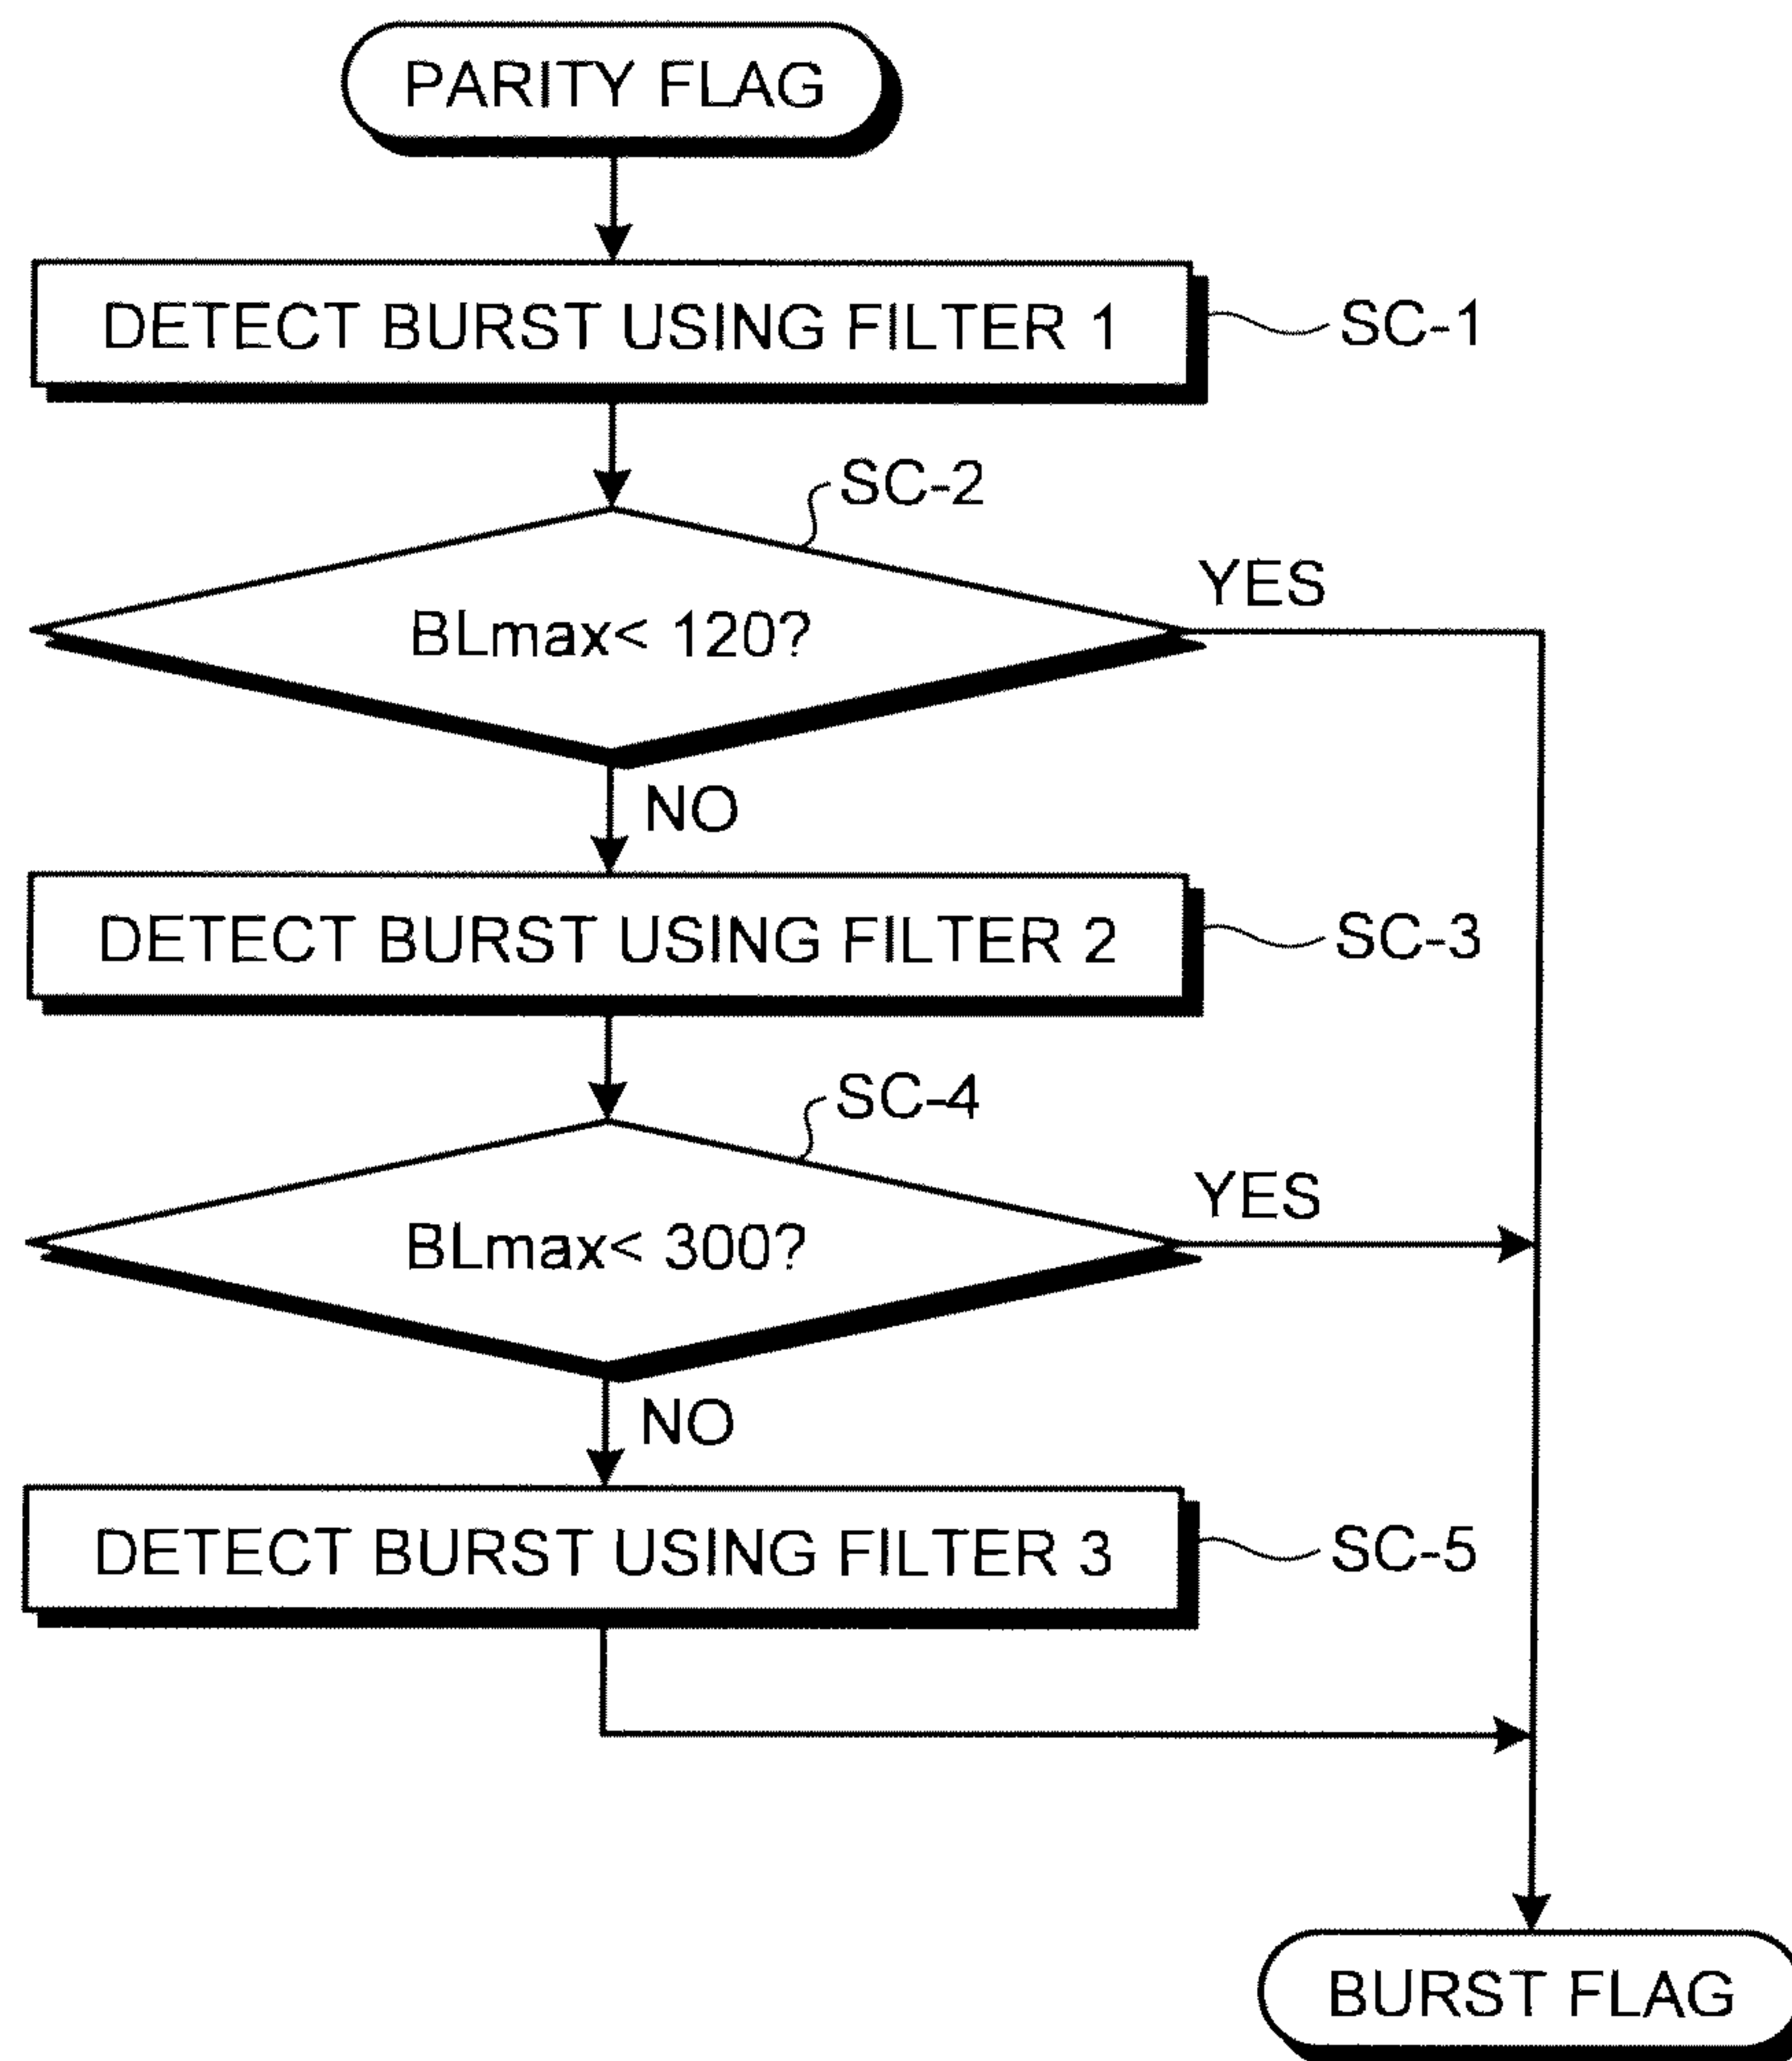 PARITY FLAG
DETECT BURST USING FILTER 1
SC-1
SC-2
BLmax< 120?
YES
NO
DETECT BURST USING FILTER 2
SC-3
SC-4
BLmax< 300?
YES
NO
DETECT BURST USING FILTER 3
SC-5
BURST FLAG